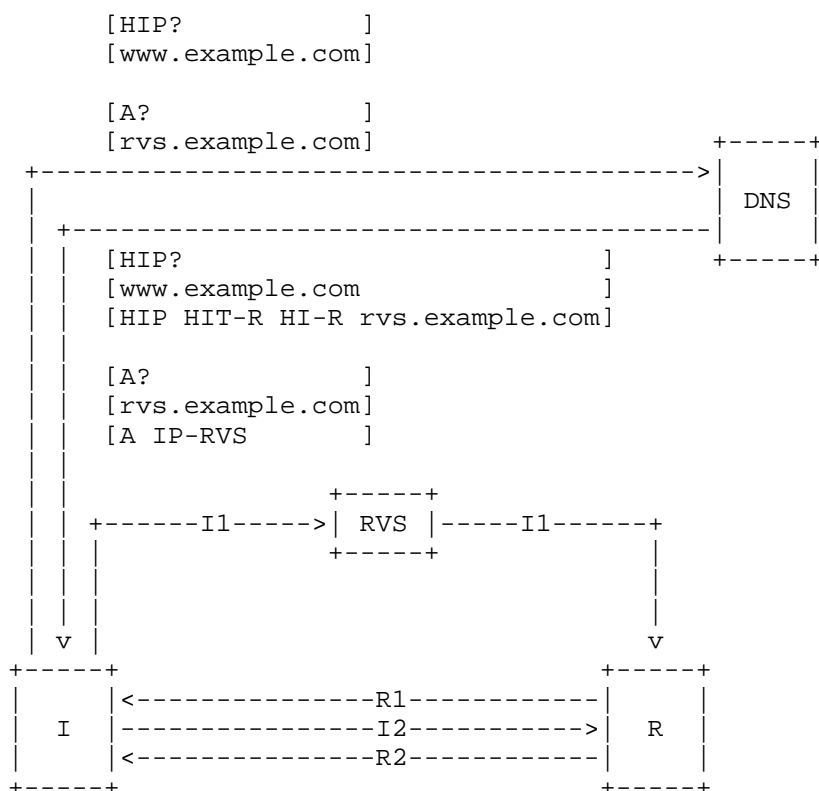 [HIP?            ]
[www.example.com]
[A?              ]
[rvs.example.com]
DNS
[HIP?                            ]
[www.example.com                 ]
[HIP HIT-R HI-R rvs.example.com]
[A?              ]
[rvs.example.com]
[A IP-RVS        ]
I1 RVS I1
R1
I I2 R
R2